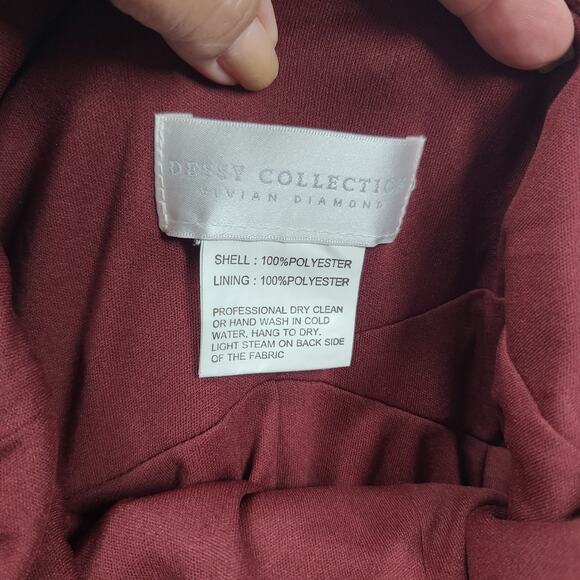 DESSY COLLECTION
VIVIAN DIAMOND
SHELL : 100%POLYESTER
LINING : 100%POLYESTER
PROFESSIONAL DRY CLEAN
OR HAND WASH IN COLD
WATER, HANG TO DRY.
LIGHT STEAM ON BACK SIDE
OF THE FABRIC